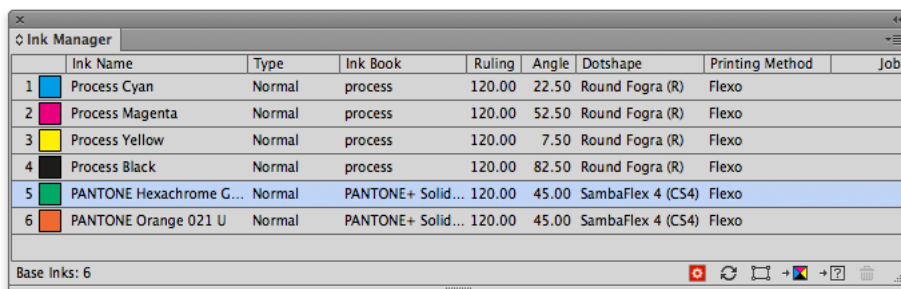 Ink Manager
Ink Name Type Ink Book Ruling Angle Dotshape Printing Method Job
1 Process Cyan Normal process 120.00 22.50 Round Fogra (R) Flexo
2 Process Magenta Normal process 120.00 52.50 Round Fogra (R) Flexo
3 Process Yellow Normal process 120.00 7.50 Round Fogra (R) Flexo
4 Process Black Normal process 120.00 82.50 Round Fogra (R) Flexo
5 PANTONE Hexachrome G... Normal PANTONE+ Solid... 120.00 45.00 SambaFlex 4 (CS4) Flexo
6 PANTONE Orange 021 U Normal PANTONE+ Solid... 120.00 45.00 SambaFlex 4 (CS4) Flexo
Base Inks: 6